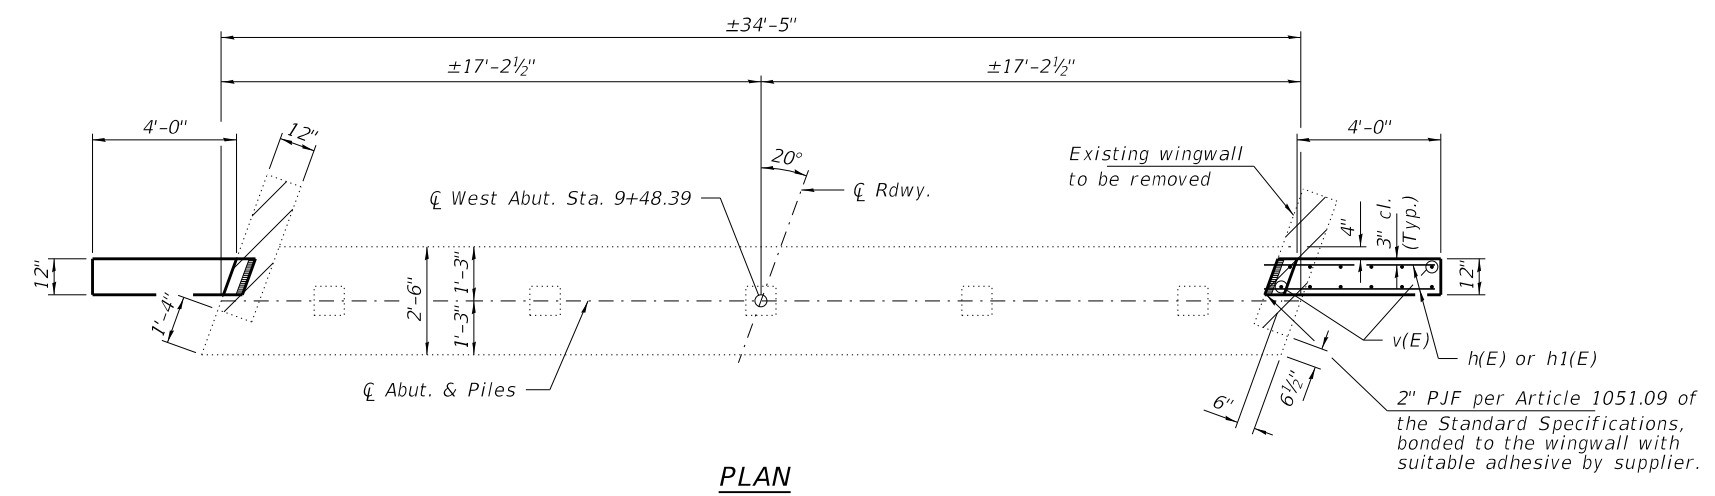 ±34'-5"
±17'-2½"
±17'-2½"
4'-0"
12"
20°
4'-0"
Existing wingwall
to be removed
℄ West Abut. Sta. 9+48.39
℄ Rdwy.
4"
3" cl.
(Typ.)
12"
1'-4"
2'-6"
1'-3"
1'-3"
12"
v(E)
h(E) or h1(E)
℄ Abut. & Piles
6"
6½"
2" PJF per Article 1051.09 of
the Standard Specifications,
bonded to the wingwall with
suitable adhesive by supplier.
PLAN